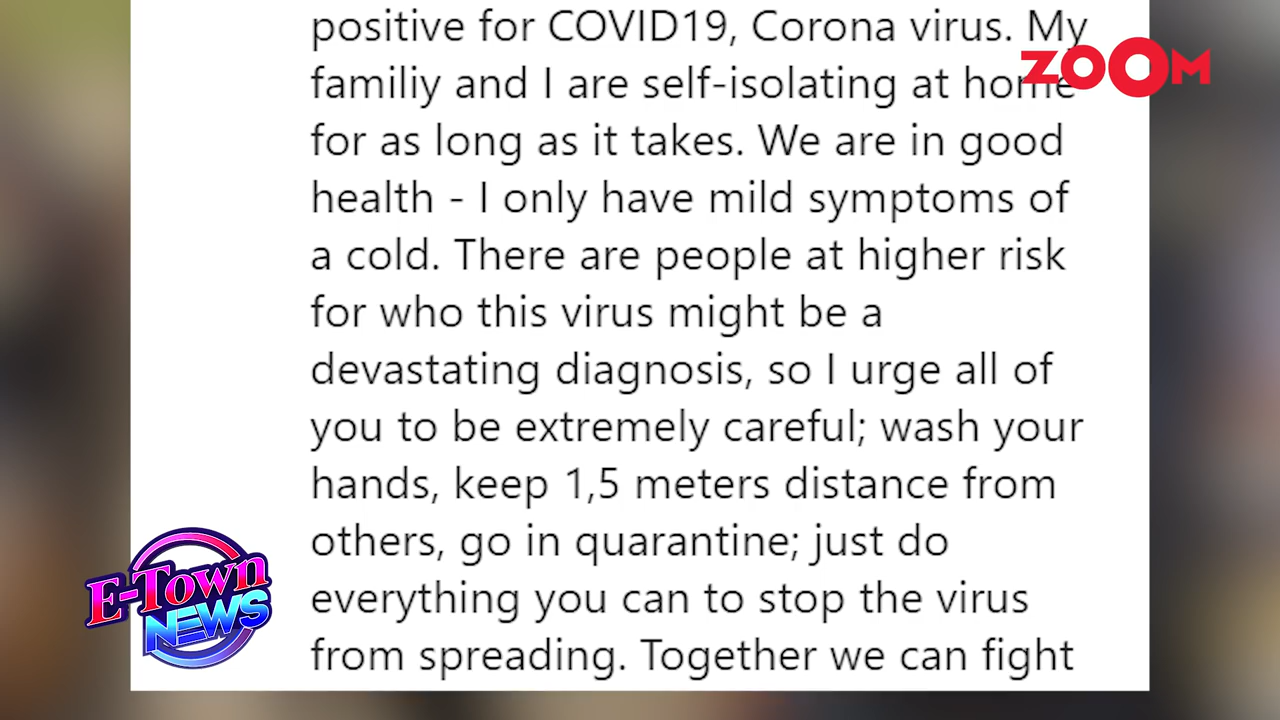 positive for COVID19, Corona virus. My
ZOOM
familiy and I are self-isolating at home
for as long as it takes. We are in good
health - I only have mild symptoms of
a cold. There are people at higher risk
for who this virus might be a
devastating diagnosis, so I urge all of
you to be extremely careful; wash your
hands, keep 1,5 meters distance from
others, go in quarantine; just do
everything you can to stop the virus
from spreading. Together we can fight
E-TOWN
NEWS